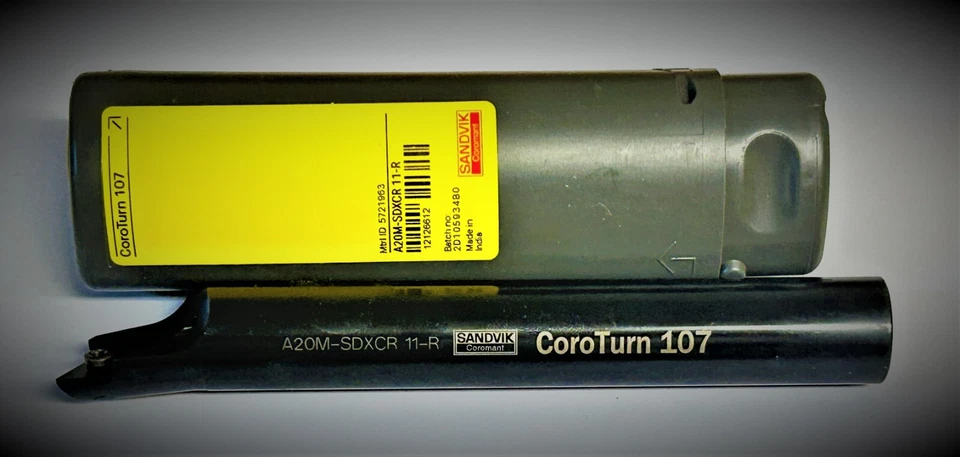 CoroTurn 107
Mtrl ID 5721963
A20M-SDXCR 11-R
12126612
Batch no
2D10593480
Made in
India
SANDVIK
Coromant
A20M-SDXCR 11-R
SANDVIK
Coromant
CoroTurn 107